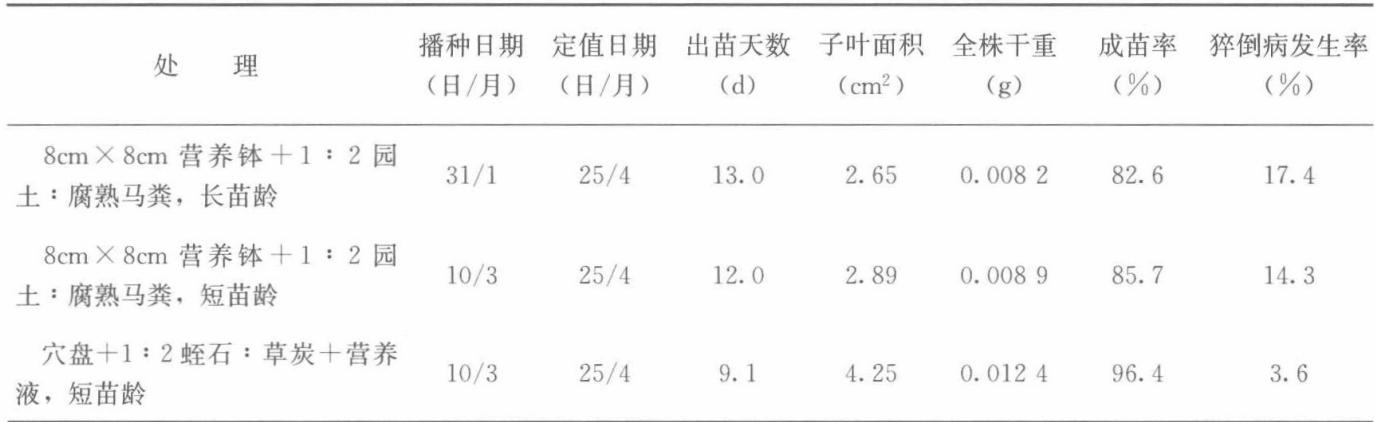 处 理 播种日期 定值日期 出苗天数 子叶面积 全株干重 成苗率 猝倒病发生率
(日/月) (日/月) (d) (cm²) (g) (%) (%)
8cm×8cm 营养钵+1:2 园
土:腐熟马粪,长苗龄 31/1 25/4 13.0 2.65 0.008 2 82.6 17.4
8cm×8cm 营养钵+1:2 园
土:腐熟马粪,短苗龄 10/3 25/4 12.0 2.89 0.008 9 85.7 14.3
穴盘+1:2蛭石:草炭+营养
液,短苗龄 10/3 25/4 9.1 4.25 0.012 4 96.4 3.6